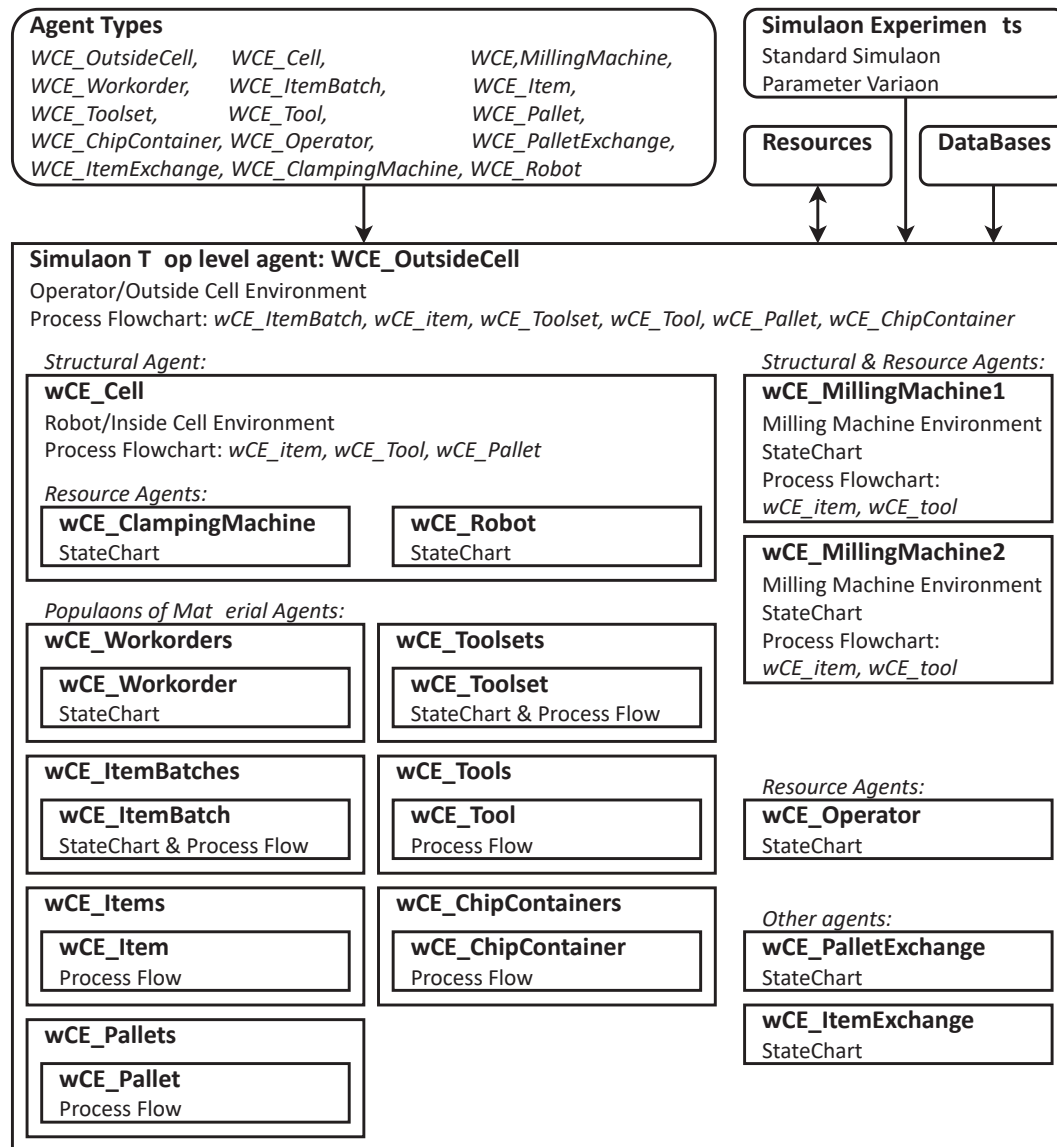 Agent Types
WCE_OutsideCell, WCE_Cell, WCE,MillingMachine,
WCE_Workorder, WCE_ItemBatch, WCE_Item,
WCE_Toolset, WCE_Tool, WCE_Pallet,
WCE_ChipContainer, WCE_Operator, WCE_PalletExchange,
WCE_ItemExchange, WCE_ClampingMachine, WCE_Robot
Simulaon Experimen ts
Standard Simulaon
Parameter Variaon
Resources
DataBases
Simulaon T op level agent: WCE_OutsideCell
Operator/Outside Cell Environment
Process Flowchart: wCE_ItemBatch, wCE_item, wCE_Toolset, wCE_Tool, wCE_Pallet, wCE_ChipContainer
Structural Agent:
wCE_Cell
Robot/Inside Cell Environment
Process Flowchart: wCE_item, wCE_Tool, wCE_Pallet
Resource Agents:
wCE_ClampingMachine
StateChart
wCE_Robot
StateChart
Structural & Resource Agents:
wCE_MillingMachine1
Milling Machine Environment
StateChart
Process Flowchart:
wCE_item, wCE_tool
wCE_MillingMachine2
Milling Machine Environment
StateChart
Process Flowchart:
wCE_item, wCE_tool
Populaons of Mat erial Agents:
wCE_Workorders
wCE_Workorder
StateChart
wCE_Toolsets
wCE_Toolset
StateChart & Process Flow
wCE_ItemBatches
wCE_ItemBatch
StateChart & Process Flow
wCE_Tools
wCE_Tool
Process Flow
wCE_Items
wCE_Item
Process Flow
wCE_ChipContainers
wCE_ChipContainer
Process Flow
wCE_Pallets
wCE_Pallet
Process Flow
Resource Agents:
wCE_Operator
StateChart
Other agents:
wCE_PalletExchange
StateChart
wCE_ItemExchange
StateChart